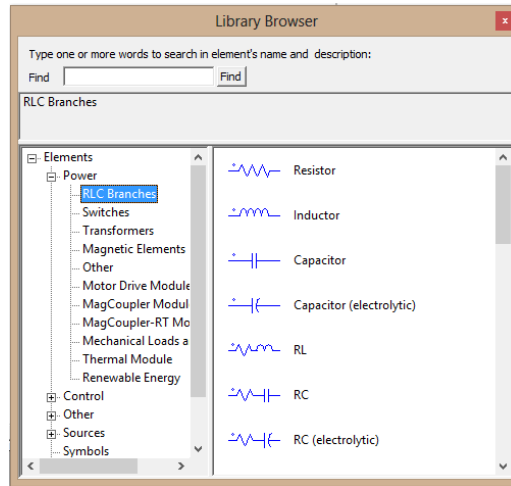 Library Browser
x
Type one or more words to search in element's name and description:
Find
Find
RLC Branches
Elements
Power
RLC Branches
Switches
Transformers
Magnetic Elements
Other
Motor Drive Module
MagCoupler Modul
MagCoupler-RT Mo
Mechanical Loads a
Thermal Module
Renewable Energy
Control
Other
Sources
Symbols
Resistor
Inductor
Capacitor
Capacitor (electrolytic)
RL
RC
RC (electrolytic)